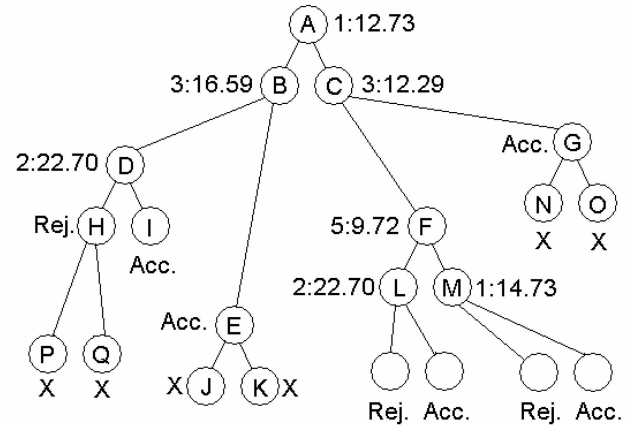 A 1:12.73
3:16.59 B C 3:12.29
2:22.70 D Acc. G
Rej. H I 5:9.72 F N O
Acc. X X
Acc. E 2:22.70 L M 1:14.73
P Q X J K X
X X Rej. Acc. Rej. Acc.